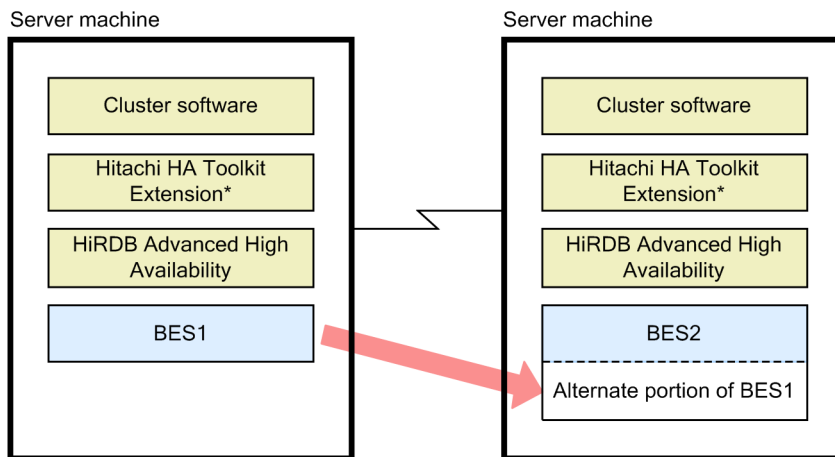 Server machine
Cluster software
Hitachi HA Toolkit
Extension*
HiRDB Advanced High
Availability
BES1
Server machine
Cluster software
Hitachi HA Toolkit
Extension*
HiRDB Advanced High
Availability
BES2
Alternate portion of BES1